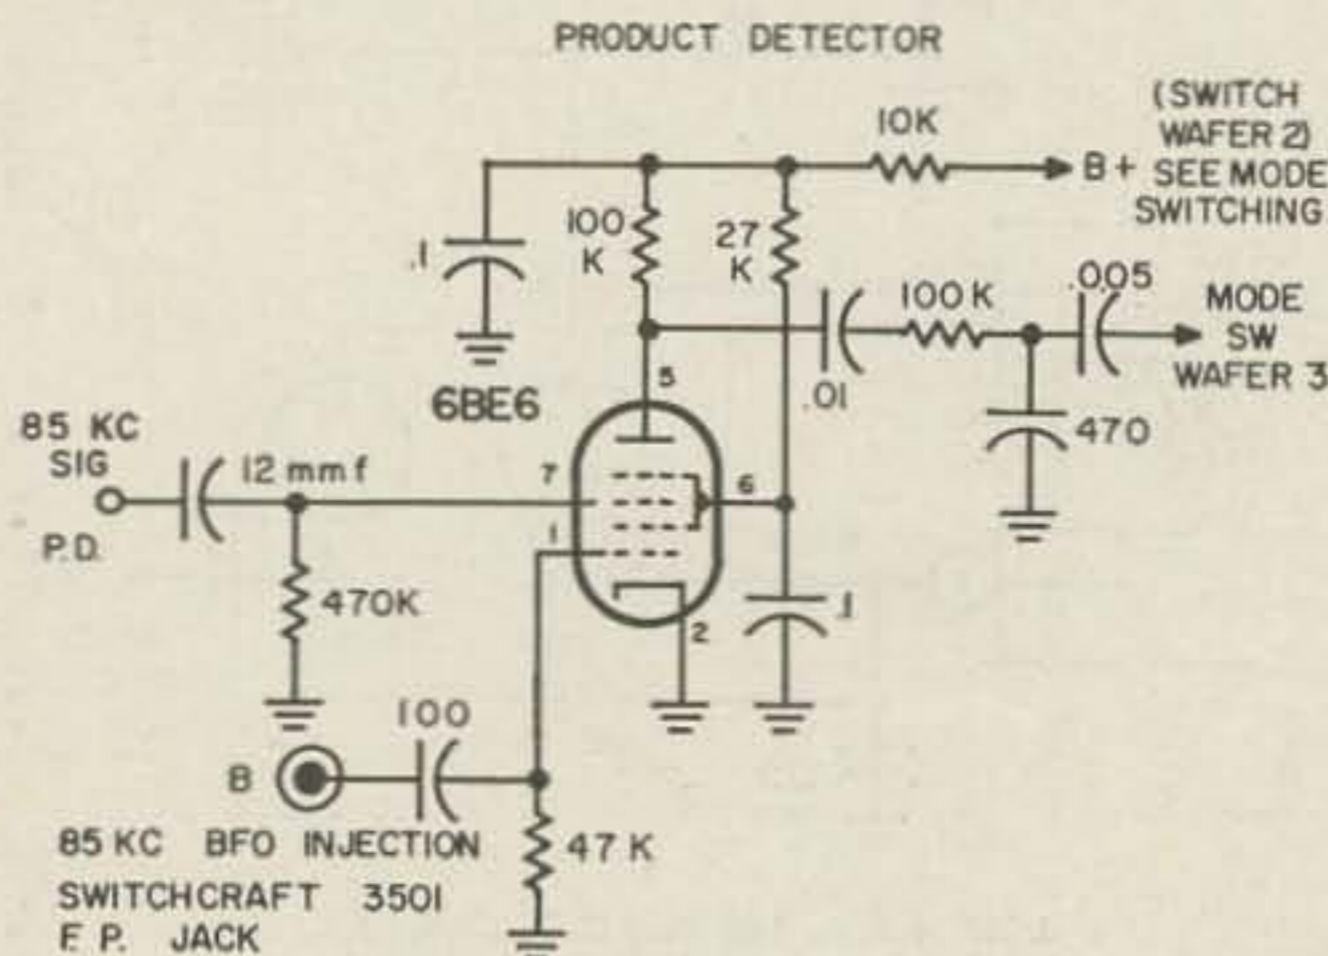 PRODUCT DETECTOR
(SWITCH
WAFER 2)
B+ SEE MODE
SWITCHING
10K
100
K
27
K
.1
100K
.005
MODE
SW
WAFER 3
.01
470
6BE6
5
85 KC
SIG
12 mmf
7
6
P.D.
1
470K
2
.1
100
B
85 KC BFO INJECTION
SWITCHCRAFT 3501
F. P. JACK
47 K